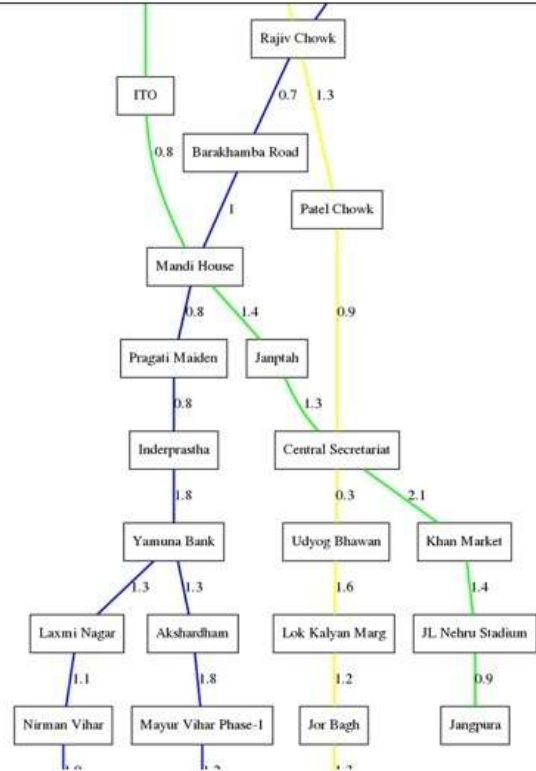 Rajiv Chowk
ITO
0.7
1.3
0.8
Barakhamba Road
1
Patel Chowk
Mandi House
0.8
1.4
0.9
Pragati Maiden
Janptah
0.8
1.3
Inderprastha
Central Secretariat
1.8
0.3
2.1
Yamuna Bank
Udyog Bhawan
Khan Market
1.3
1.3
1.6
1.4
Laxmi Nagar
Akshardham
Lok Kalyan Marg
JL Nehru Stadium
1.1
1.8
1.2
0.9
Nirman Vihar
Mayur Vihar Phase-1
Jor Bagh
Jangpura